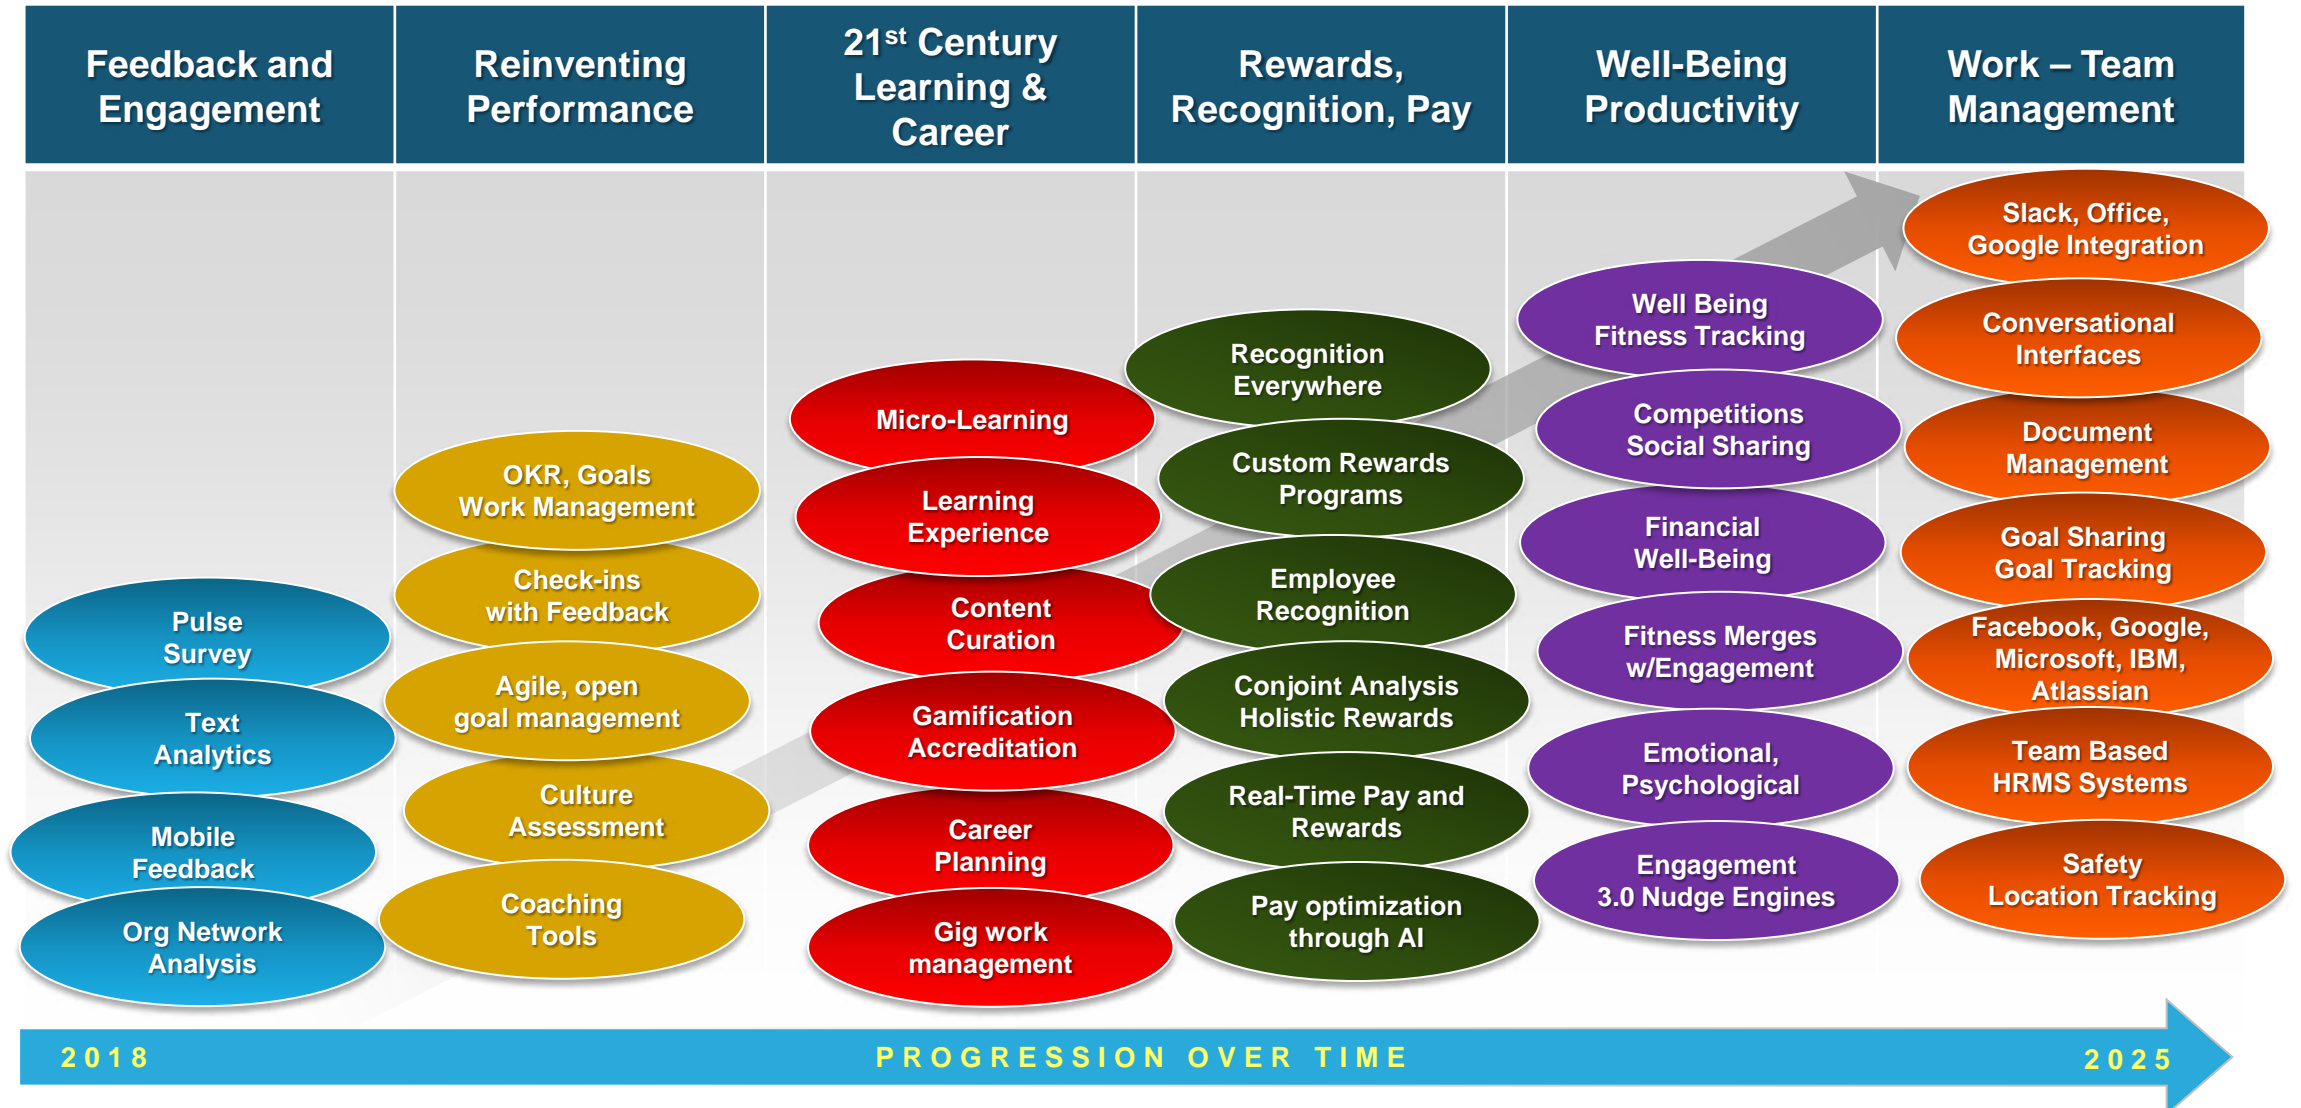 Feedback and
Engagement
Reinventing
Performance
21st Century
Learning &
Career
Rewards,
Recognition, Pay
Well-Being
Productivity
Work – Team
Management
Pulse
Survey
Text
Analytics
Mobile
Feedback
Org Network
Analysis
OKR, Goals
Work Management
Check-ins
with Feedback
Agile, open
goal management
Culture
Assessment
Coaching
Tools
Micro-Learning
Learning
Experience
Content
Curation
Gamification
Accreditation
Career
Planning
Gig work
management
Recognition
Everywhere
Custom Rewards
Programs
Employee
Recognition
Conjoint Analysis
Holistic Rewards
Real-Time Pay and
Rewards
Pay optimization
through AI
Well Being
Fitness Tracking
Competitions
Social Sharing
Financial
Well-Being
Fitness Merges
w/Engagement
Emotional,
Psychological
Engagement
3.0 Nudge Engines
Slack, Office,
Google Integration
Conversational
Interfaces
Document
Management
Goal Sharing
Goal Tracking
Facebook, Google,
Microsoft, IBM,
Atlassian
Team Based
HRMS Systems
Safety
Location Tracking
2018 PROGRESSION OVER TIME 2025